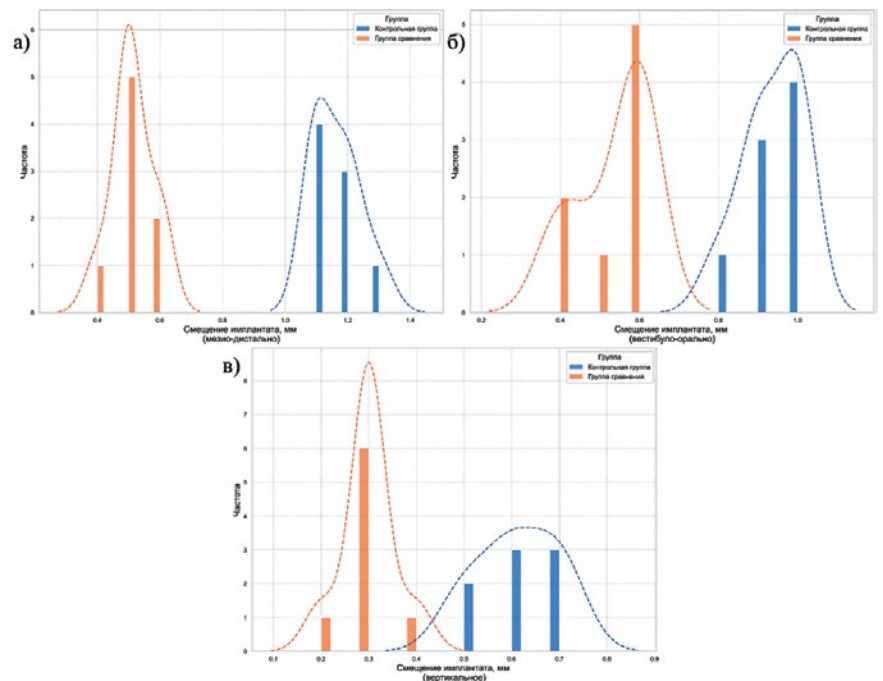 а)
Группа
Контрольная группа
Группа сравнения
Частота
6
5
4
3
2
1
0
0.4
0.6
0.8
1.0
1.2
1.4
Смещение имплантата, мм
(мезио-дистально)
б)
Группа
Контрольная группа
Группа сравнения
Частота
5
4
3
2
1
0
0.2
0.4
0.6
0.8
1.0
Смещение имплантата, мм
(вестибуло-орально)
в)
Группа
Контрольная группа
Группа сравнения
Частота
8
7
6
5
4
3
2
1
0
0.1
0.2
0.3
0.4
0.5
0.6
0.7
0.8
0.9
Смещение имплантата, мм
(вертикальное)